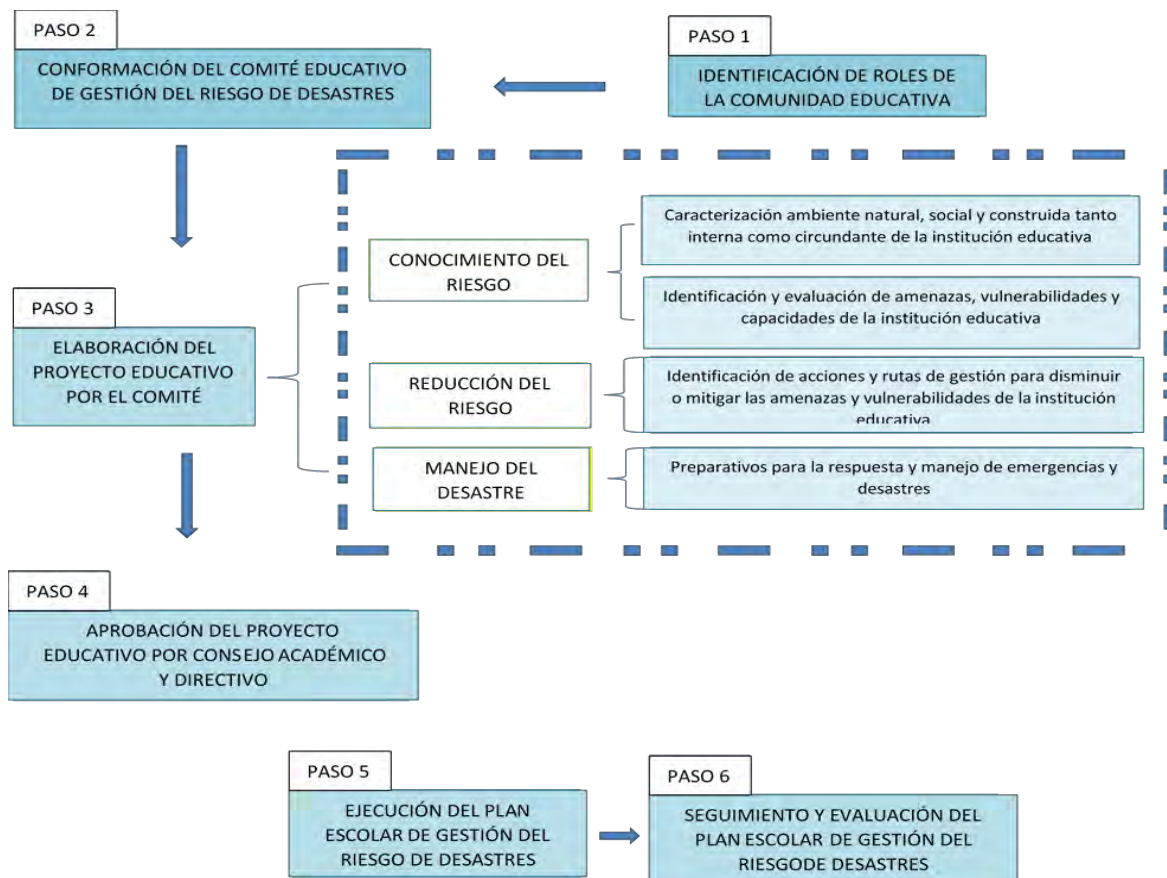 PASO 1
IDENTIFICACIÓN DE ROLES DE
LA COMUNIDAD EDUCATIVA
PASO 2
CONFORMACIÓN DEL COMITÉ EDUCATIVO
DE GESTIÓN DEL RIESGO DE DESASTRES
PASO 3
ELABORACIÓN DEL
PROYECTO EDUCATIVO
POR EL COMITÉ
CONOCIMIENTO DEL
RIESGO
Caracterización ambiente natural, social y construida tanto
interna como circundante de la institución educativa
Identificación y evaluación de amenazas, vulnerabilidades y
capacidades de la institución educativa
REDUCCIÓN DEL
RIESGO
Identificación de acciones y rutas de gestión para disminuir
o mitigar las amenazas y vulnerabilidades de la institución
educativa
MANEJO DEL
DESASTRE
Preparativos para la respuesta y manejo de emergencias y
desastres
PASO 4
APROBACIÓN DEL PROYECTO
EDUCATIVO POR CONSEJO ACADÉMICO
Y DIRECTIVO
PASO 5
EJECUCIÓN DEL PLAN
ESCOLAR DE GESTIÓN DEL
RIESGO DE DESASTRES
PASO 6
SEGUIMIENTO Y EVALUACIÓN DEL
PLAN ESCOLAR DE GESTIÓN DEL
RIESGODE DESASTRES